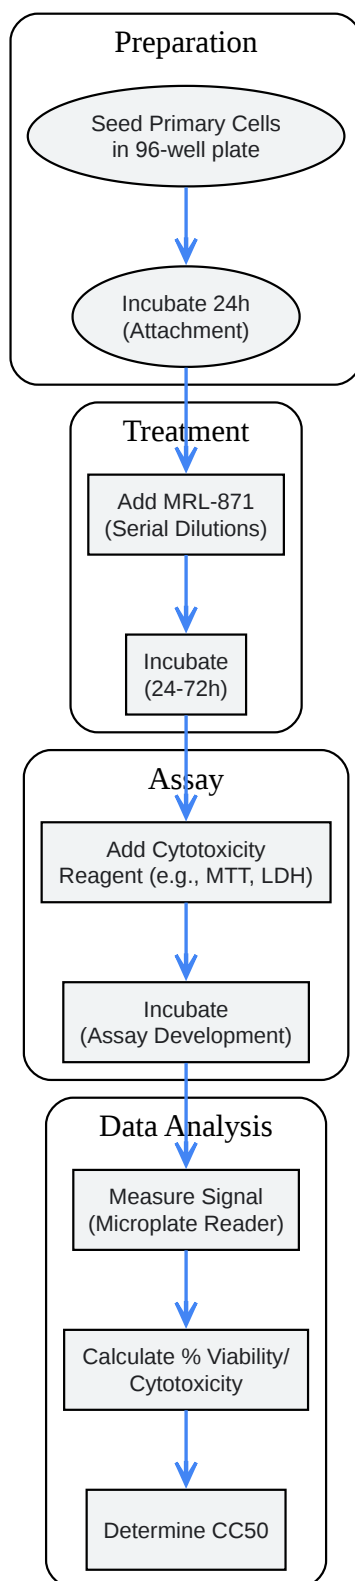 Preparation
Seed Primary Cells
in 96-well plate
Incubate 24h
(Attachment)
Treatment
Add MRL-871
(Serial Dilutions)
Incubate
(24-72h)
Assay
Add Cytotoxicity
Reagent (e.g., MTT, LDH)
Incubate
(Assay Development)
Data Analysis
Measure Signal
(Microplate Reader)
Calculate % Viability/
Cytotoxicity
Determine CC50